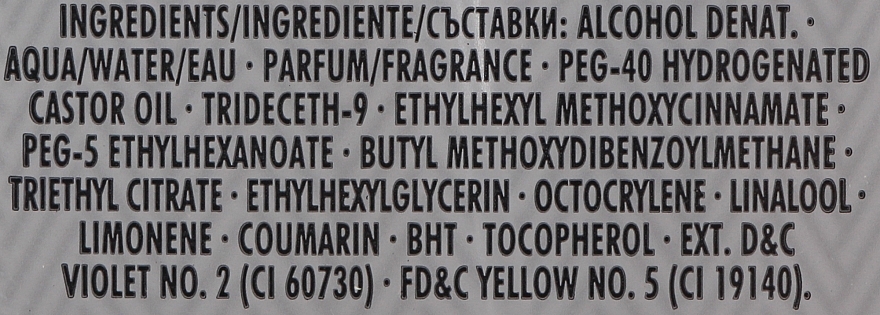 INGREDIENTS/INGREDIENTE/СЪСТАВКИ: ALCOHOL DENAT. ·
AQUA/WATER/EAU · PARFUM/FRAGRANCE · PEG-40 HYDROGENATED
CASTOR OIL · TRIDECETH-9 · ETHYLHEXYL METHOXYCINNAMATE ·
PEG-5 ETHYLHEXANOATE · BUTYL METHOXYDIBENZOYLMETHANE ·
TRIETHYL CITRATE · ETHYLHEXYLGLYCERIN · OCTOCRYLENE · LINALOOL ·
LIMONENE · COUMARIN · BHT · TOCOPHEROL · EXT. D&C
VIOLET NO. 2 (CI 60730) · FD&C YELLOW NO. 5 (CI 19140).